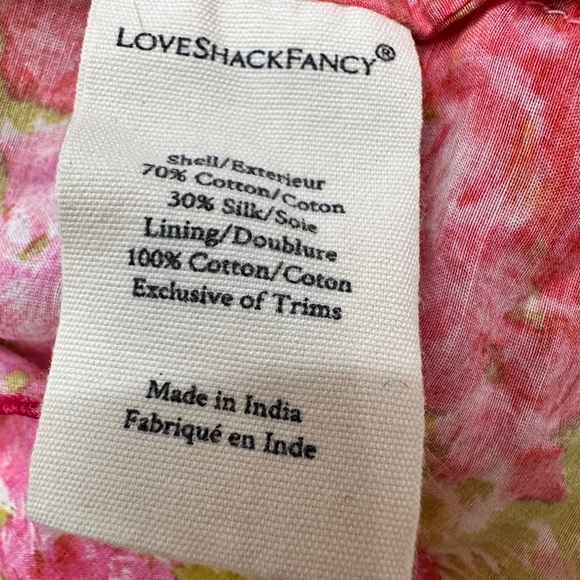 LoveShackFancy®
Shell/Exterieur
70% Cotton/Coton
30% Silk/Soie
Lining/Doublure
100% Cotton/Coton
Exclusive of Trims
Made in India
Fabriqué en Inde